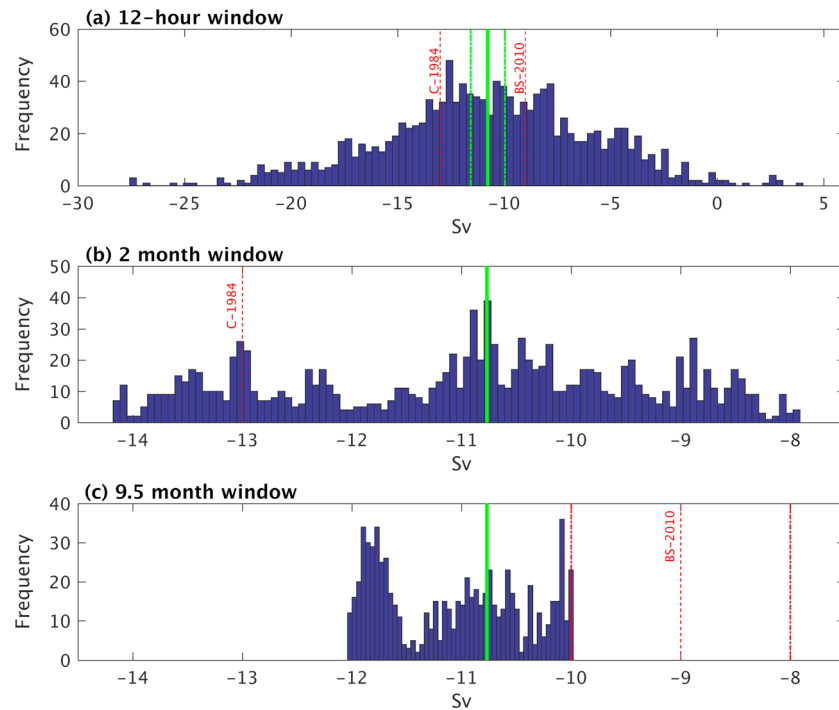 (a) 12-hour window
Frequency
60
40
20
0
C-1984
BS-2010
−30 −25 −20 −15 −10 −5 0 5
Sv
(b) 2 month window
Frequency
50
40
30
20
10
0
C-1984
−14 −13 −12 −11 −10 −9 −8
Sv
(c) 9.5 month window
Frequency
40
30
20
10
0
BS-2010
−14 −13 −12 −11 −10 −9 −8
Sv